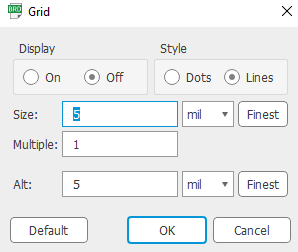 BRD Grid
Display Style
On Off Dots Lines
Size: 5 mil Finest
Multiple: 1
Alt: 5 mil Finest
Default OK Cancel